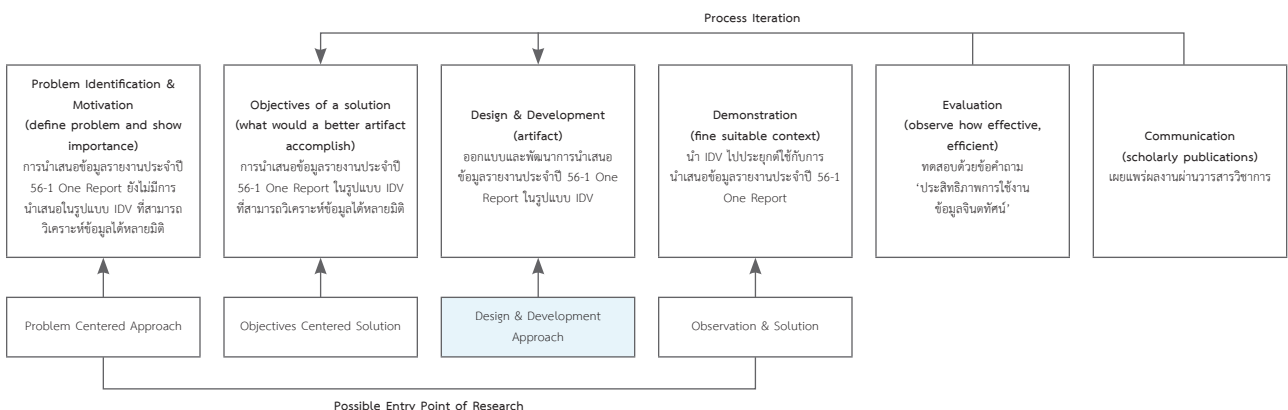 Process Iteration
Problem Identification &
Motivation
(define problem and show
importance)
การนำเสนอข้อมูลรายงานประจำปี
56-1 One Report ยังไม่มีการ
นำเสนอในรูปแบบ IDV ที่สามารถ
วิเคราะห์ข้อมูลได้หลายมิติ
Objectives of a solution
(what would a better artifact
accomplish)
การนำเสนอข้อมูลรายงานประจำปี
56-1 One Report ในรูปแบบ IDV
ที่สามารถวิเคราะห์ข้อมูลได้หลายมิติ
Design & Development
(artifact)
ออกแบบและพัฒนาการนำเสนอ
ข้อมูลรายงานประจำปี 56-1 One
Report ในรูปแบบ IDV
Demonstration
(fine suitable context)
นำ IDV ไปประยุกต์ใช้กับการ
นำเสนอข้อมูลรายงานประจำปี 56-1
One Report
Evaluation
(observe how effective,
efficient)
ทดสอบด้วยข้อคำถาม
‘ประสิทธิภาพการใช้งาน
ข้อมูลจินตทัศน์’
Communication
(scholarly publications)
เผยแพร่ผลงานผ่านวารสารวิชาการ
Problem Centered Approach
Objectives Centered Solution
Design & Development
Approach
Observation & Solution
Possible Entry Point of Research